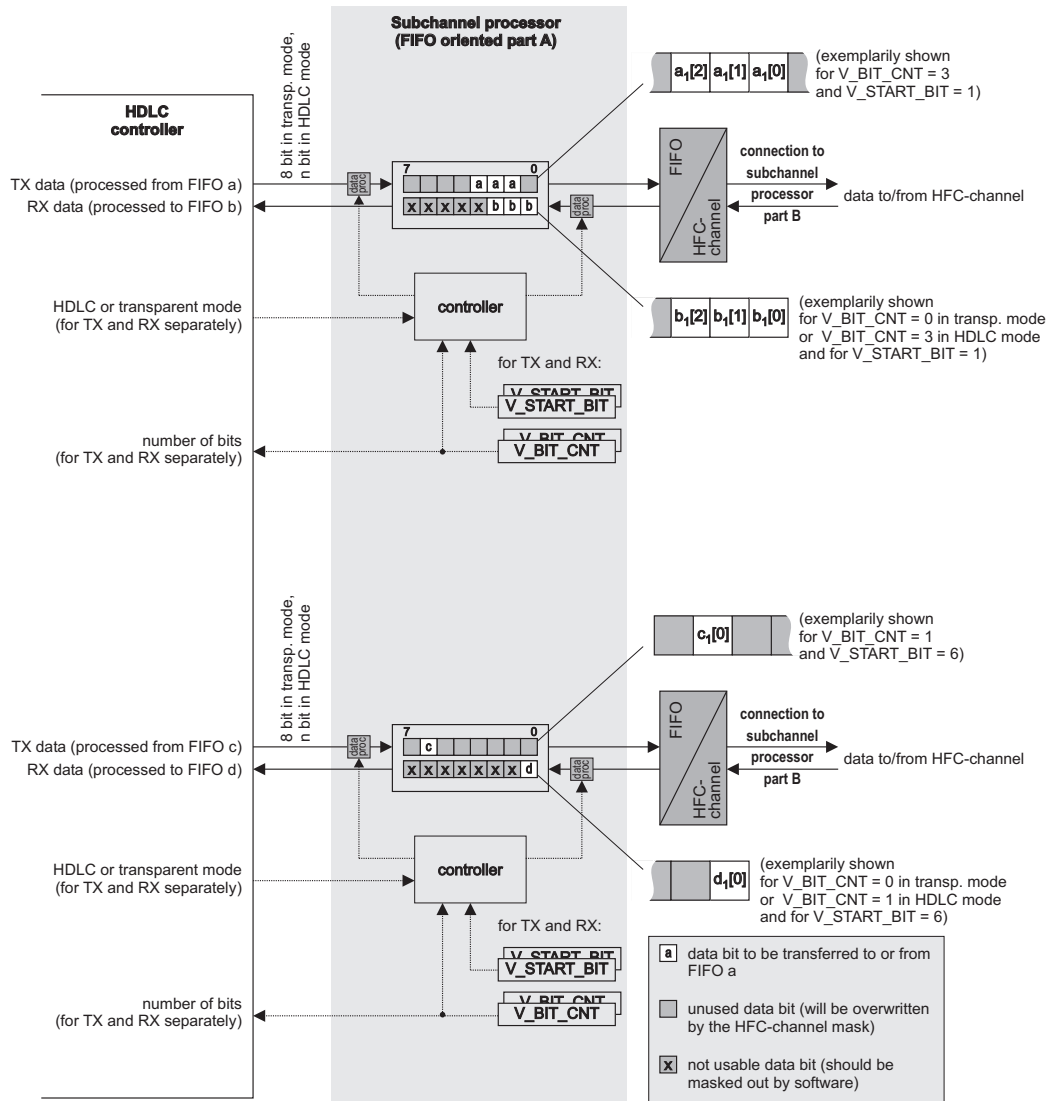 Subchannel processor
(FIFO oriented part A)
8 bit in transp. mode,
n bit in HDLC mode
HDLC
controller
a1[2] a1[1] a1[0]
(exemplarily shown
for V_BIT_CNT = 3
and V_START_BIT = 1)
TX data (processed from FIFO a)
RX data (processed to FIFO b)
data
proc
7 0
a a a
x x x x x b b b
data
proc
FIFO
HFC-
channel
connection to
subchannel
processor
part B
data to/from HFC-channel
HDLC or transparent mode
(for TX and RX separately)
controller
b1[2] b1[1] b1[0]
(exemplarily shown
for V_BIT_CNT = 0 in transp. mode
or V_BIT_CNT = 3 in HDLC mode
and for V_START_BIT = 1)
for TX and RX:
V_START_BIT
V_START_BIT
number of bits
(for TX and RX separately)
V_BIT_CNT
V_BIT_CNT
8 bit in transp. mode,
n bit in HDLC mode
c1[0]
(exemplarily shown
for V_BIT_CNT = 1
and V_START_BIT = 6)
TX data (processed from FIFO c)
RX data (processed to FIFO d)
data
proc
7 0
c
x x x x x x x d
data
proc
FIFO
HFC-
channel
connection to
subchannel
processor
part B
data to/from HFC-channel
HDLC or transparent mode
(for TX and RX separately)
controller
d1[0]
(exemplarily shown
for V_BIT_CNT = 0 in transp. mode
or V_BIT_CNT = 1 in HDLC mode
and for V_START_BIT = 6)
for TX and RX:
V_START_BIT
V_START_BIT
number of bits
(for TX and RX separately)
V_BIT_CNT
V_BIT_CNT
a data bit to be transferred to or from
FIFO a
unused data bit (will be overwritten
by the HFC-channel mask)
x not usable data bit (should be
masked out by software)